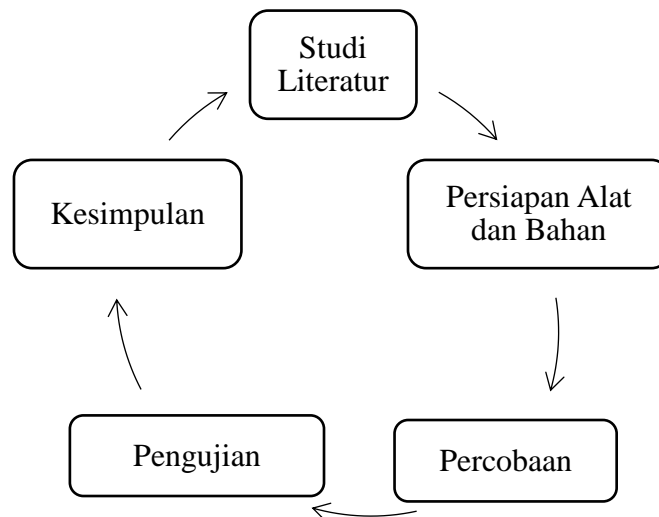 Studi
Literatur
Persiapan Alat
dan Bahan
Percobaan
Pengujian
Kesimpulan